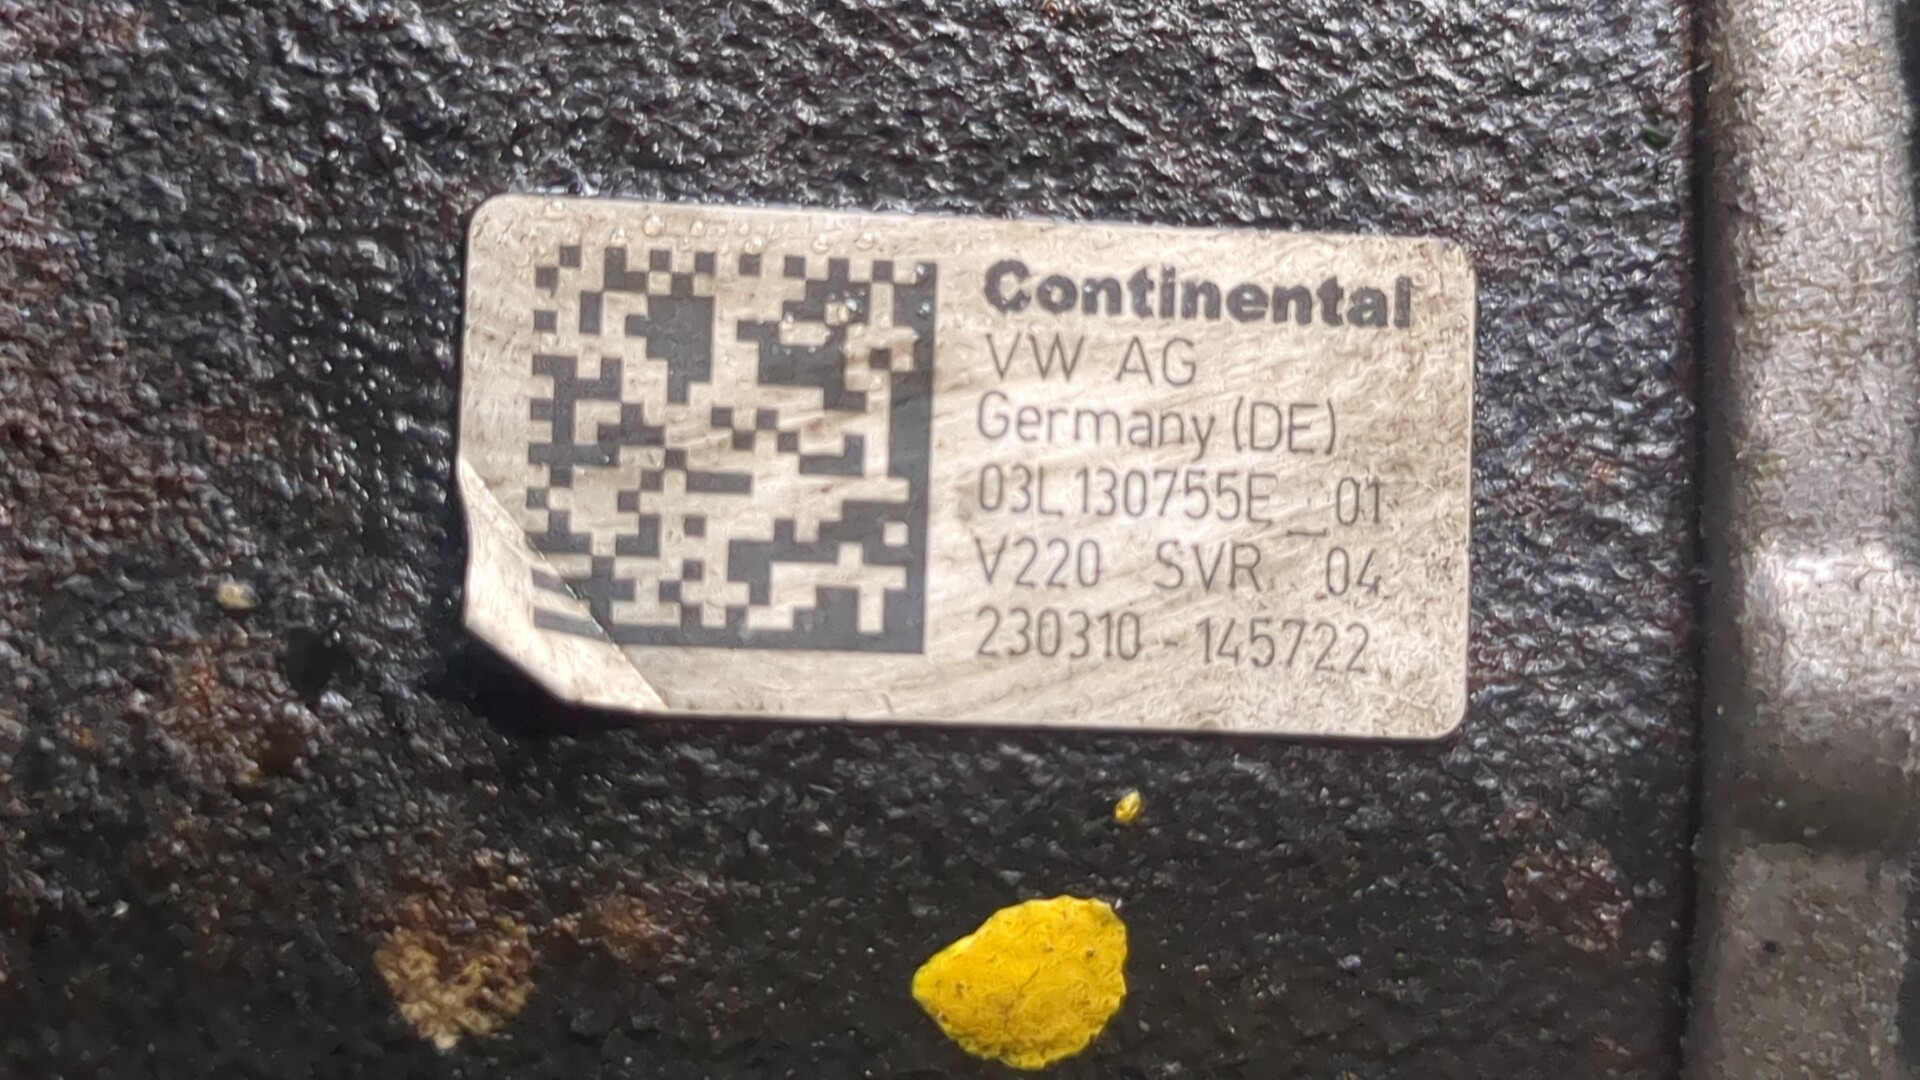 Continental
VW AG
Germany (DE)
03L130755E_01
V220 SVR 04
230310-145722